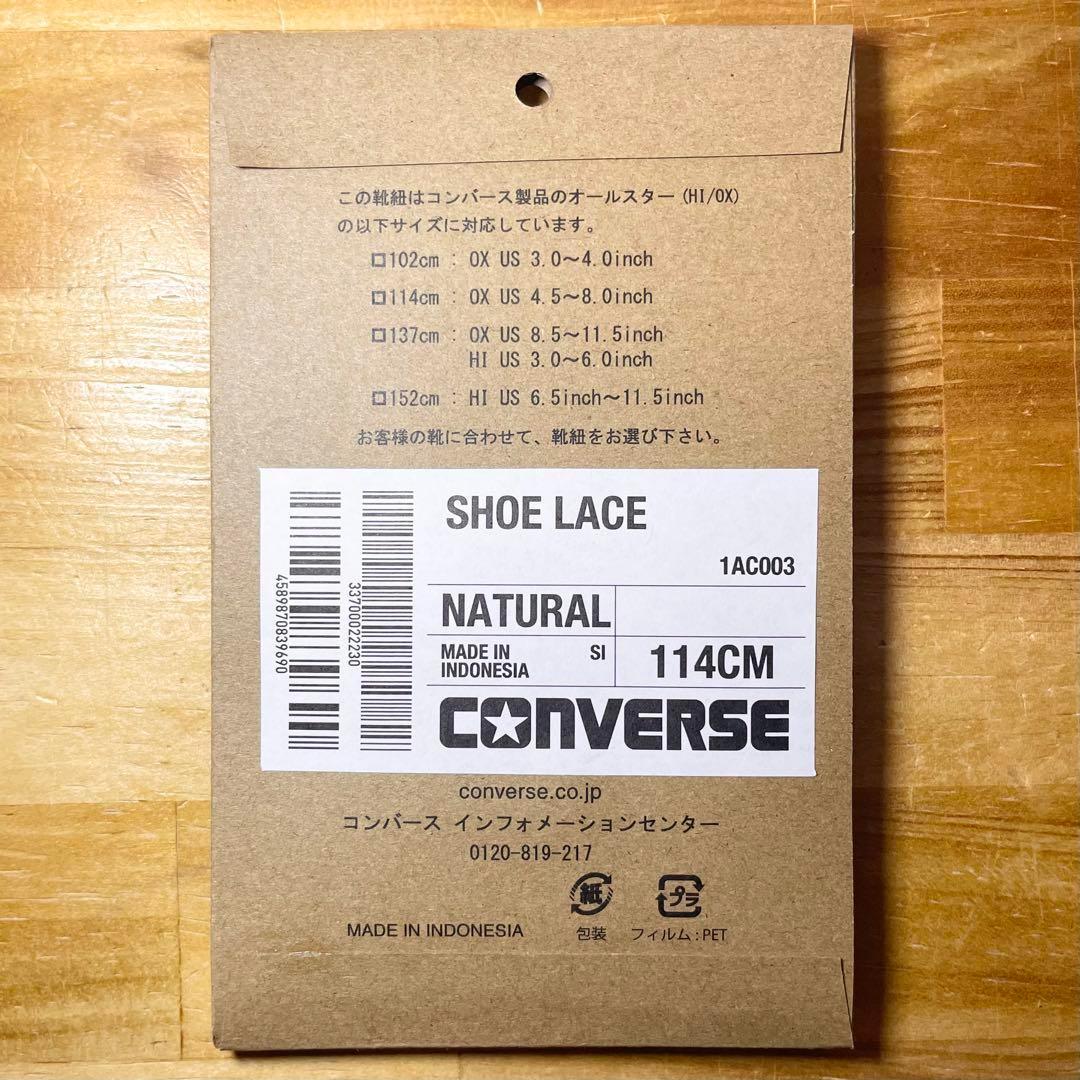 この靴紐はコンバース製品のオールスター(HI/OX)
の以下サイズに対応しています。
□102cm : OX US 3.0～4.0inch
□114cm : OX US 4.5～8.0inch
□137cm : OX US 8.5～11.5inch
HI US 3.0～6.0inch
□152cm : HI US 6.5inch～11.5inch
お客様の靴に合わせて、靴紐をお選び下さい。
4589870839690
33700022230
SHOE LACE
1AC003
NATURAL
MADE IN INDONESIA SI
114CM
CONVERSE
converse.co.jp
コンバース インフォメーションセンター
0120-819-217
紙
プラ
MADE IN INDONESIA 包装 フィルム:PET